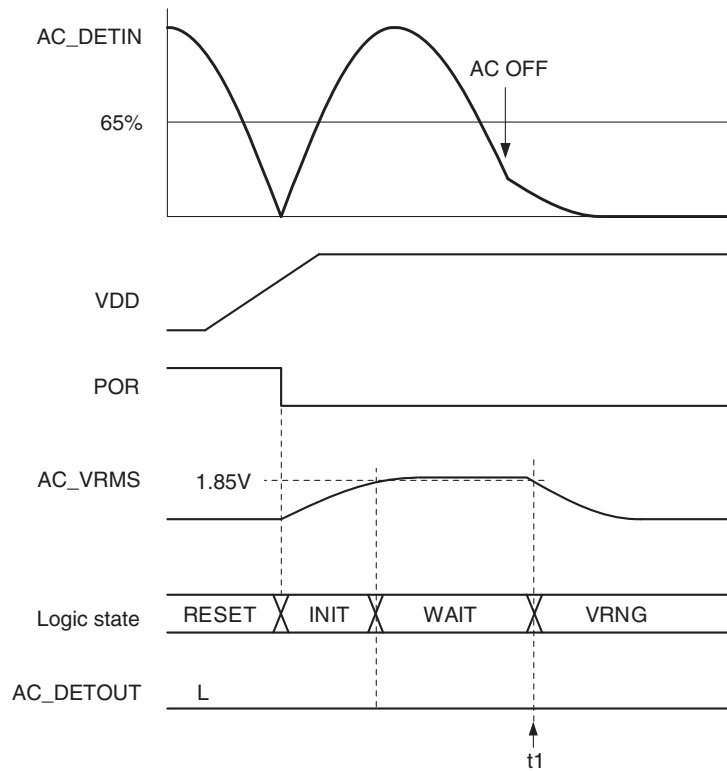 AC_DETIN
AC OFF
65%
VDD
POR
AC_VRMS
1.85V
Logic state
RESET
INIT
WAIT
VRNG
AC_DETOUT
L
t1